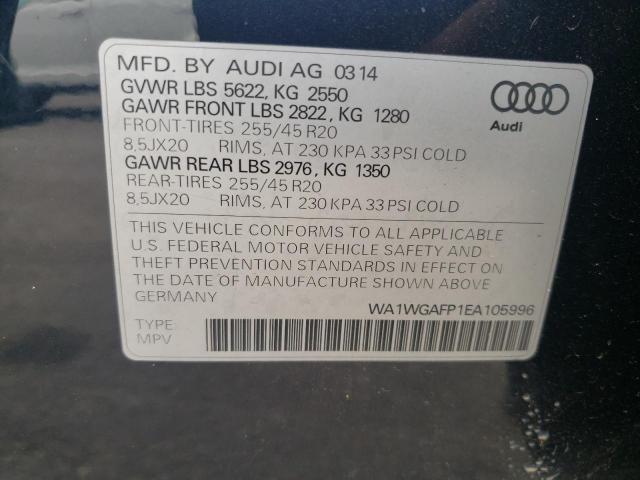 MFD. BY AUDI AG 03 14
GVWR LBS 5622, KG 2550
GAWR FRONT LBS 2822, KG 1280
FRONT-TIRES 255/45 R20
8,5JX20 RIMS, AT 230 KPA 33 PSI COLD
GAWR REAR LBS 2976, KG 1350
REAR-TIRES 255/45 R20
8,5JX20 RIMS, AT 230 KPA 33 PSI COLD
Audi
THIS VEHICLE CONFORMS TO ALL APPLICABLE
U.S. FEDERAL MOTOR VEHICLE SAFETY AND
THEFT PREVENTION STANDARDS IN EFFECT ON
THE DATE OF MANUFACTURE SHOWN ABOVE
GERMANY
WA1WGAFP1EA105996
TYPE:
MPV